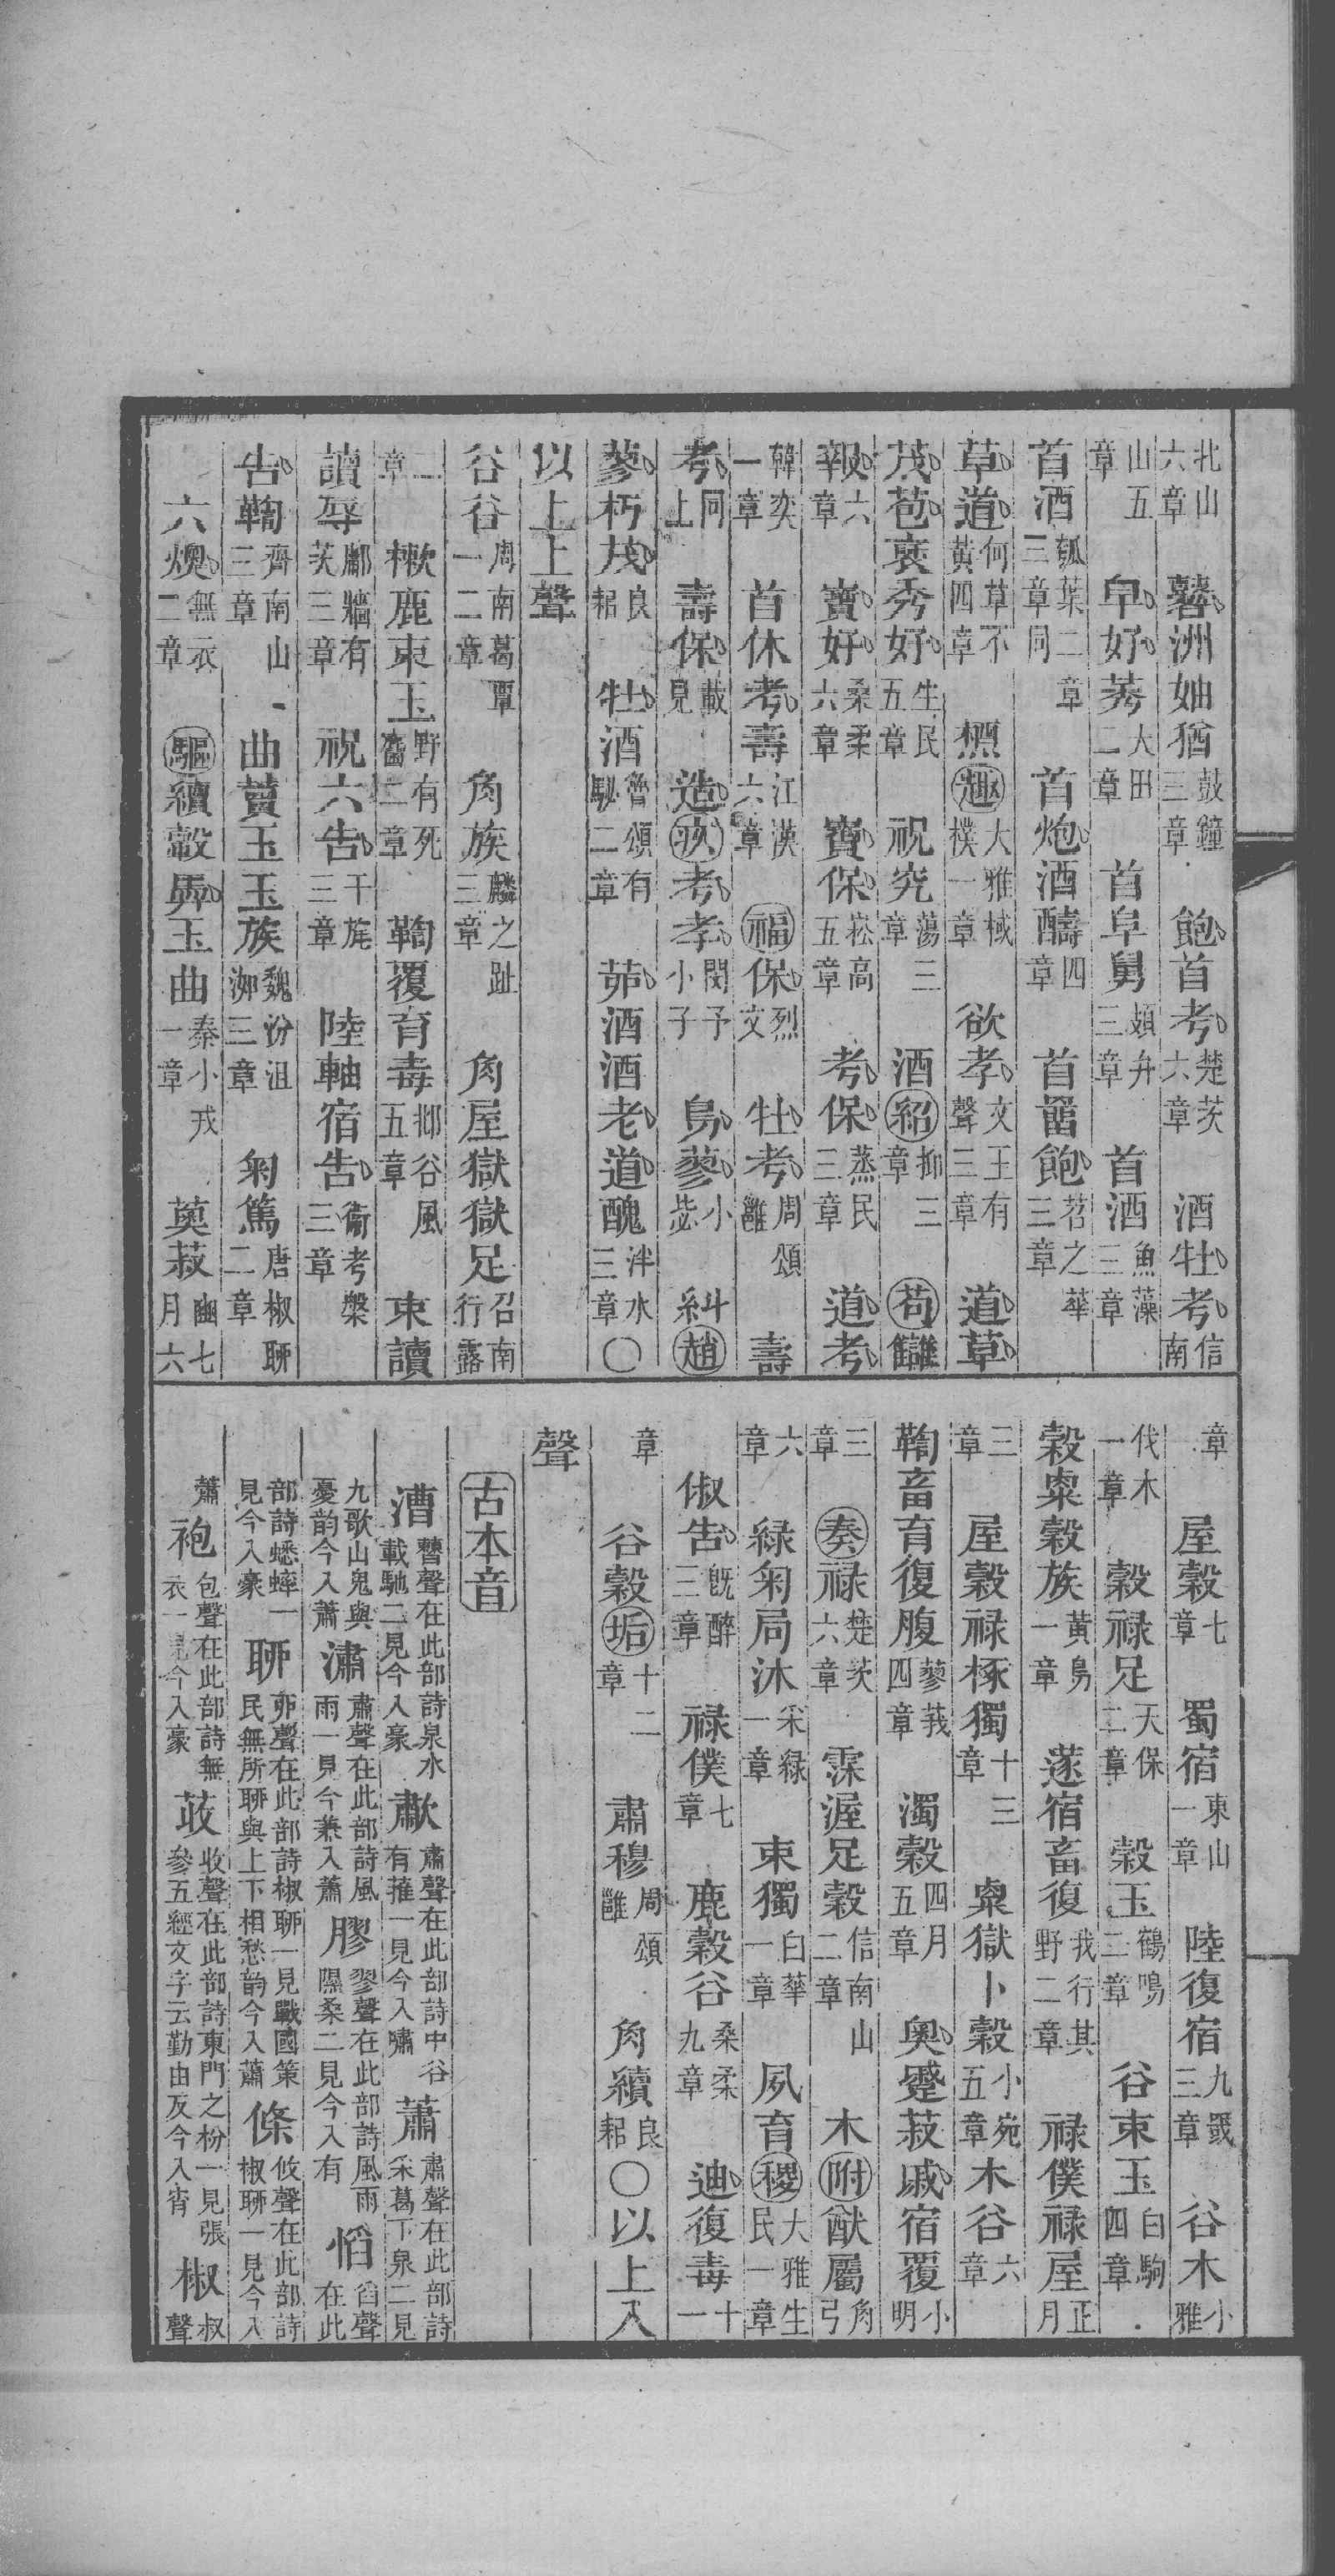 北山六章　鼛洲妯猶鼓鐘三章　飽首考楚茨六章　酒牡考信南
山五章　皁好莠大田二章　首阜舅頍弁三章　首酒魚藻三章
首酒瓠葉二章三章同　首炮酒醻四章　首罶飽苕之華三章
草道何草不黃四章　槱趣大雅棫樸一章　欲孝文王有聲三章　道草
茂苞褎秀好生民五章　祝究蕩三章　酒紹抑三章　苟讎
報六章　寶好桑柔六章　寶保崧高五章　考保蒸民三章　道考
韓奕一章　首休考壽江漢六章　福保烈文　牡考周頌雝　壽
考同上　壽保載見　造疚考孝閔予小子　鳥蓼小毖　糾趙
蓼朽茂良耜　牡酒魯頌有駜二章　茆酒酒老道醜泮水三章〇
以上上聲
谷谷周南葛覃一二章　角族麟之趾三章　角屋獄獄足召南行露
二章　樕鹿束玉野有死麕二章　鞫覆育毒邶谷風五章　束讀
讀辱鄘牆有茨三章　祝六告干旄三章　陸軸宿告衞考槃三章
告鞫齊南山三章　曲藚玉玉族魏汾沮洳三章　匊篤唐椒聊二章
六燠無衣二章　驅續轂馵玉曲秦小戎一章　薁菽豳七月六
章　屋穀七章　蜀宿東山一章　陸復宿九罭三章　谷木小雅
伐木一章　穀祿足天保二章　穀玉鶴鳴二章　谷束玉白駒四章
穀粟穀族黃鳥一章　蓫宿畜復我行其野二章　祿僕祿屋正月
三章　屋穀祿椓獨十三章　粟獄卜穀小宛五章　木谷六章
鞫畜育復腹蓼莪四章　濁穀四月五章　奧蹙菽戚宿覆小明
三章　奏祿楚茨六章　霂渥足穀信南山二章　木附猷屬角弓
六章　綠匊局沐采綠一章　束獨白華一章　夙育稷大雅生民一章
俶告旣醉三章　祿僕七章　鹿穀谷桑柔九章　迪復毒十一
章　谷穀垢十二章　肅穆周頌雝　角續良耜〇以上入
聲
古本音
漕䜳聲在此部詩泉水載馳二見今入豪　歗肅聲在此部詩中谷有蓷一見今入嘯　蕭肅聲在此部詩采葛下泉二見
九歌山鬼與憂韵今入蕭　瀟肅聲在此部詩風雨一見今兼入蕭　膠翏聲在此部詩風雨隰桑二見今入肴　慆舀聲在此
部詩蟋蟀一見今入豪　聊丣聲在此部詩椒聊一見戰國策民無所聊與上下相愁韵今入蕭　條攸聲在此部詩椒聊一見今入
蕭　袍包聲在此部詩無衣一見今入豪　荍收聲在此部詩東門之枌一見張參五經文字云勤由反今入宵　椒叔聲